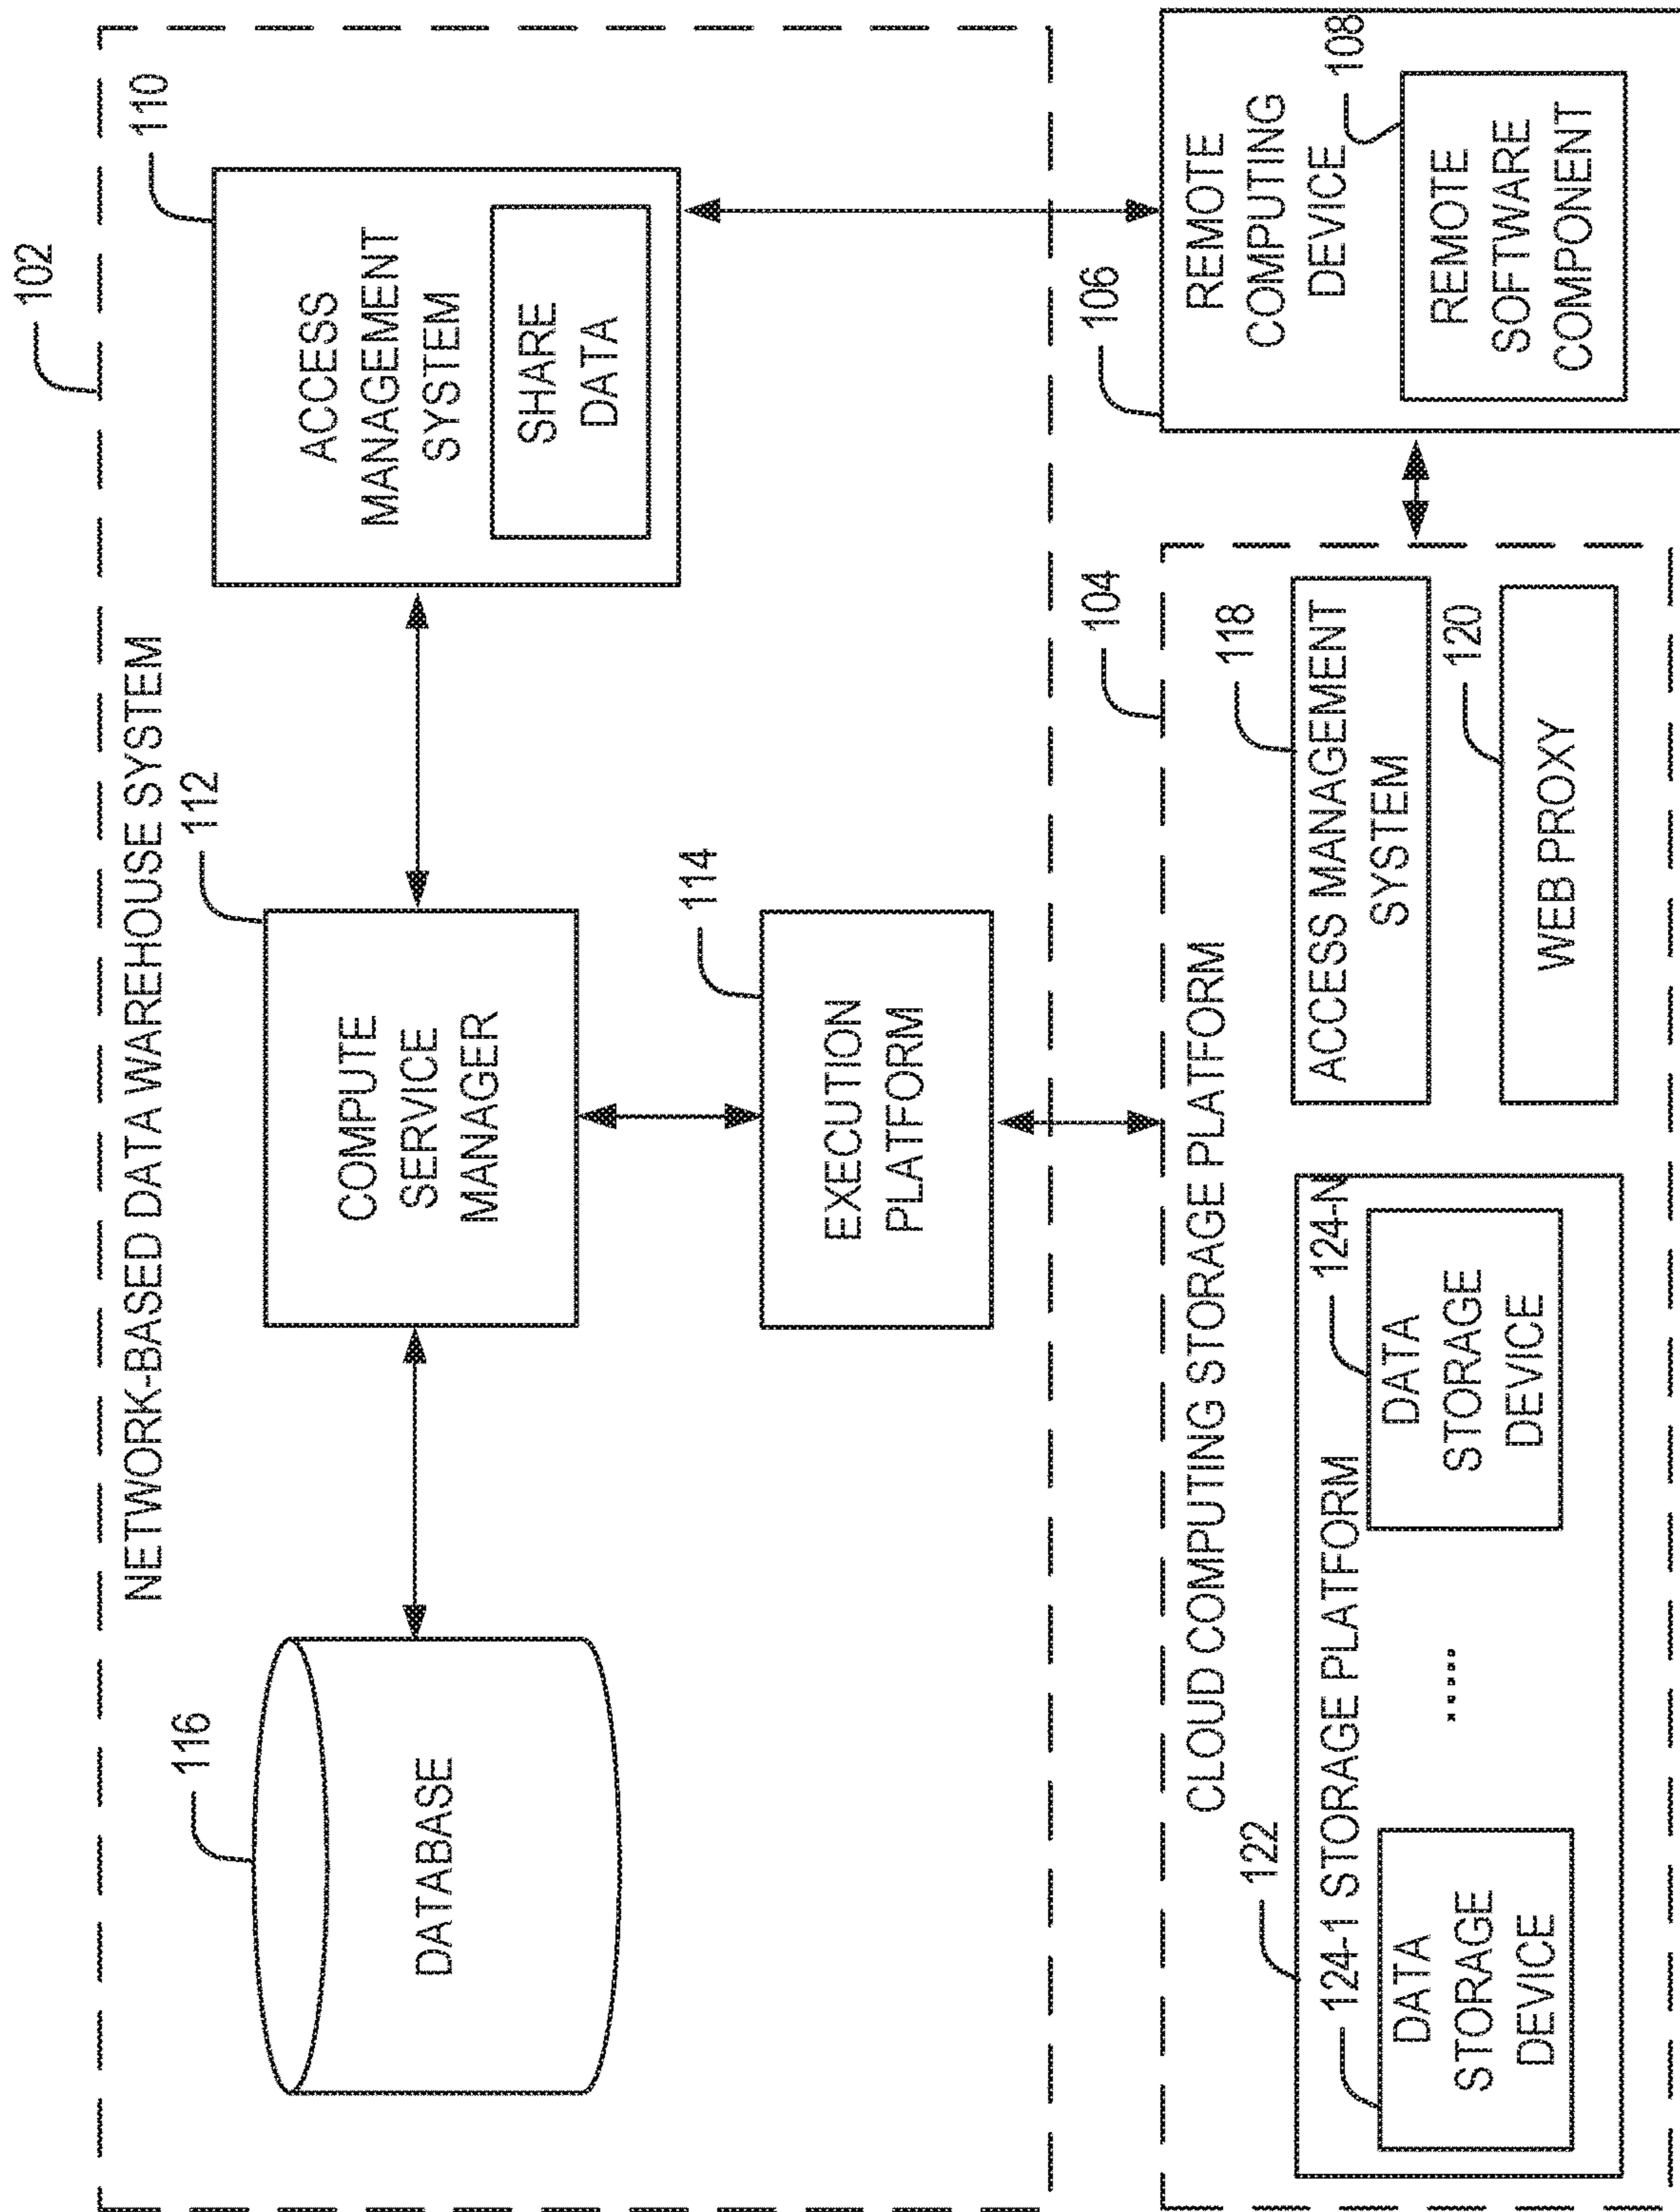 102
NETWORK-BASED DATA WAREHOUSE SYSTEM
116
DATABASE
112
COMPUTE
SERVICE
MANAGER
110
ACCESS
MANAGEMENT
SYSTEM
SHARE
DATA
114
EXECUTION
PLATFORM
104
CLOUD COMPUTING STORAGE PLATFORM
122
124-1 STORAGE PLATFORM
124-N
DATA
STORAGE
DEVICE
.....
DATA
STORAGE
DEVICE
118
ACCESS MANAGEMENT
SYSTEM
120
WEB PROXY
106
REMOTE
COMPUTING
DEVICE
108
REMOTE
SOFTWARE
COMPONENT